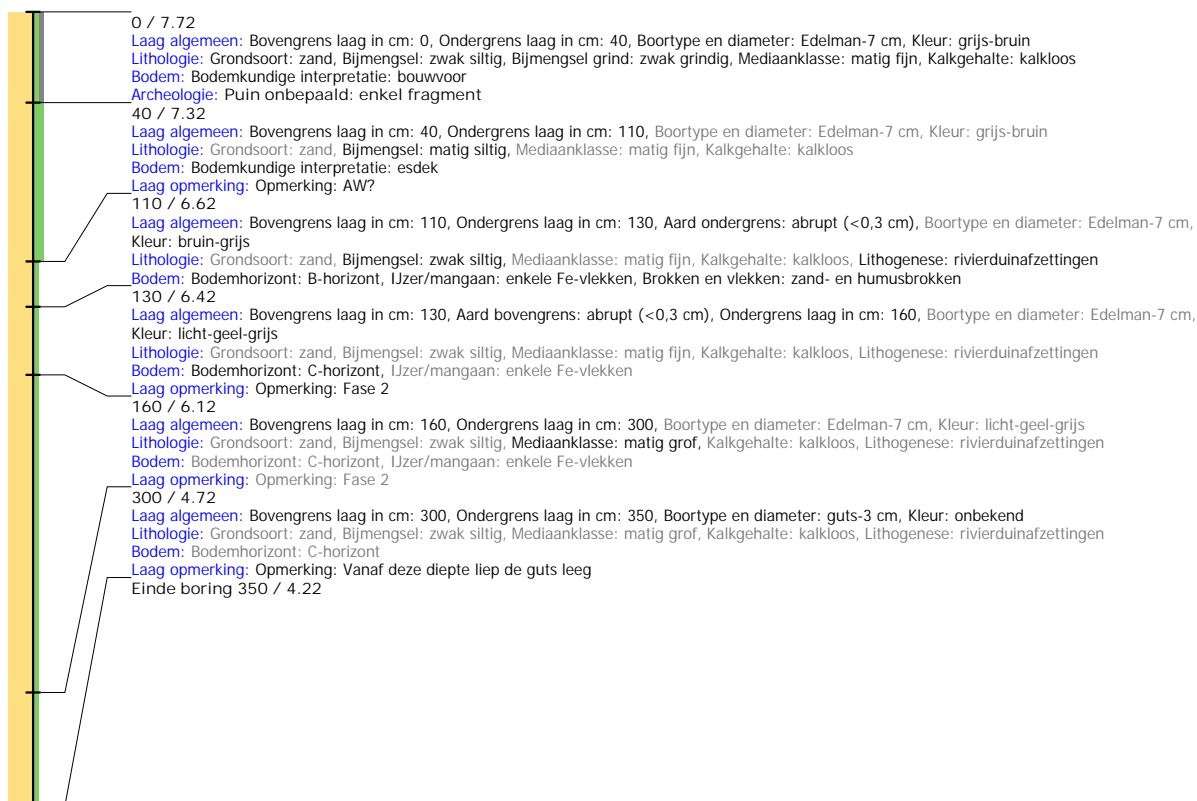 0 / 7.72
Laag algemeen: Bovengrens laag in cm: 0, Ondergrens laag in cm: 40, Boortype en diameter: Edelman-7 cm, Kleur: grijs-bruin
Lithologie: Grondsoort: zand, Bijmengsel: zwak siltig, Bijmengsel grind: zwak grindig, Mediaanklasse: matig fijn, Kalkgehalte: kalkloos
Bodem: Bodemkundige interpretatie: bouwvoor
Archeologie: Puin onbepaald: enkel fragment
40 / 7.32
Laag algemeen: Bovengrens laag in cm: 40, Ondergrens laag in cm: 110, Boortype en diameter: Edelman-7 cm, Kleur: grijs-bruin
Lithologie: Grondsoort: zand, Bijmengsel: matig siltig, Mediaanklasse: matig fijn, Kalkgehalte: kalkloos
Bodem: Bodemkundige interpretatie: esdek
Laag opmerking: Opmerking: AW?
110 / 6.62
Laag algemeen: Bovengrens laag in cm: 110, Ondergrens laag in cm: 130, Aard ondergrens: abrupt (<0,3 cm), Boortype en diameter: Edelman-7 cm,
Kleur: bruin-grijs
Lithologie: Grondsoort: zand, Bijmengsel: zwak siltig, Mediaanklasse: matig fijn, Kalkgehalte: kalkloos, Lithogenese: rivierduinafzettingen
Bodem: Bodemhorizont: B-horizont, IJzer/mangaan: enkele Fe-vlekken, Brokken en vlekken: zand- en humusbrokken
130 / 6.42
Laag algemeen: Bovengrens laag in cm: 130, Aard bovengrens: abrupt (<0,3 cm), Ondergrens laag in cm: 160, Boortype en diameter: Edelman-7 cm,
Kleur: licht-geel-grijs
Lithologie: Grondsoort: zand, Bijmengsel: zwak siltig, Mediaanklasse: matig fijn, Kalkgehalte: kalkloos, Lithogenese: rivierduinafzettingen
Bodem: Bodemhorizont: C-horizont, IJzer/mangaan: enkele Fe-vlekken
Laag opmerking: Opmerking: Fase 2
160 / 6.12
Laag algemeen: Bovengrens laag in cm: 160, Ondergrens laag in cm: 300, Boortype en diameter: Edelman-7 cm, Kleur: licht-geel-grijs
Lithologie: Grondsoort: zand, Bijmengsel: zwak siltig, Mediaanklasse: matig grof, Kalkgehalte: kalkloos, Lithogenese: rivierduinafzettingen
Bodem: Bodemhorizont: C-horizont, IJzer/mangaan: enkele Fe-vlekken
Laag opmerking: Opmerking: Fase 2
300 / 4.72
Laag algemeen: Bovengrens laag in cm: 300, Ondergrens laag in cm: 350, Boortype en diameter: guts-3 cm, Kleur: onbekend
Lithologie: Grondsoort: zand, Bijmengsel: zwak siltig, Mediaanklasse: matig grof, Kalkgehalte: kalkloos, Lithogenese: rivierduinafzettingen
Bodem: Bodemhorizont: C-horizont
Laag opmerking: Opmerking: Vanaf deze diepte liep de guts leeg
Einde boring 350 / 4.22